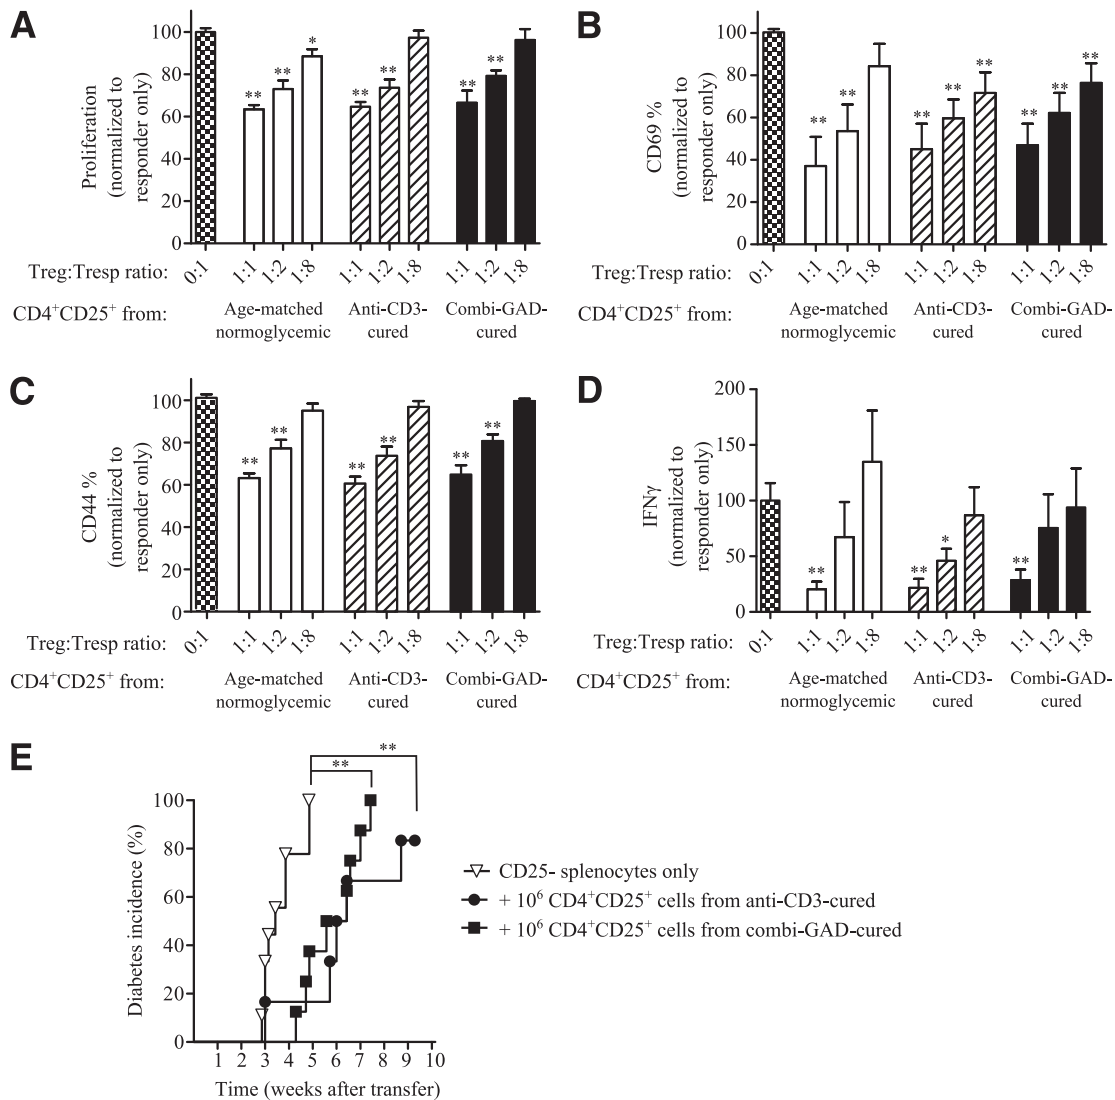 A
Proliferation
(normalized to
responder only)
100
80
60
40
20
0
** ** * ** ** ** **
Treg:Tresp ratio: 0:1 1:1 1:2 1:8 1:1 1:2 1:8 1:1 1:2 1:8
CD4+CD25+ from: Age-matched normoglycemic Anti-CD3-cured Combi-GAD-cured
B
CD69 %
(normalized to
responder only)
100
80
60
40
20
0
** ** ** ** ** ** ** **
Treg:Tresp ratio: 0:1 1:1 1:2 1:8 1:1 1:2 1:8 1:1 1:2 1:8
CD4+CD25+ from: Age-matched normoglycemic Anti-CD3-cured Combi-GAD-cured
C
CD44 %
(normalized to
responder only)
100
80
60
40
20
0
** ** ** ** ** **
Treg:Tresp ratio: 0:1 1:1 1:2 1:8 1:1 1:2 1:8 1:1 1:2 1:8
CD4+CD25+ from: Age-matched normoglycemic Anti-CD3-cured Combi-GAD-cured
D
IFNγ
(normalized to
responder only)
200
150
100
50
0
** ** * **
Treg:Tresp ratio: 0:1 1:1 1:2 1:8 1:1 1:2 1:8 1:1 1:2 1:8
CD4+CD25+ from: Age-matched normoglycemic Anti-CD3-cured Combi-GAD-cured
E
**
**
Diabetes incidence (%)
100
80
60
40
20
0
1 2 3 4 5 6 7 8 9 10
Time (weeks after transfer)
CD25- splenocytes only
+ 10⁶ CD4⁺CD25⁺ cells from anti-CD3-cured
+ 10⁶ CD4⁺CD25⁺ cells from combi-GAD-cured